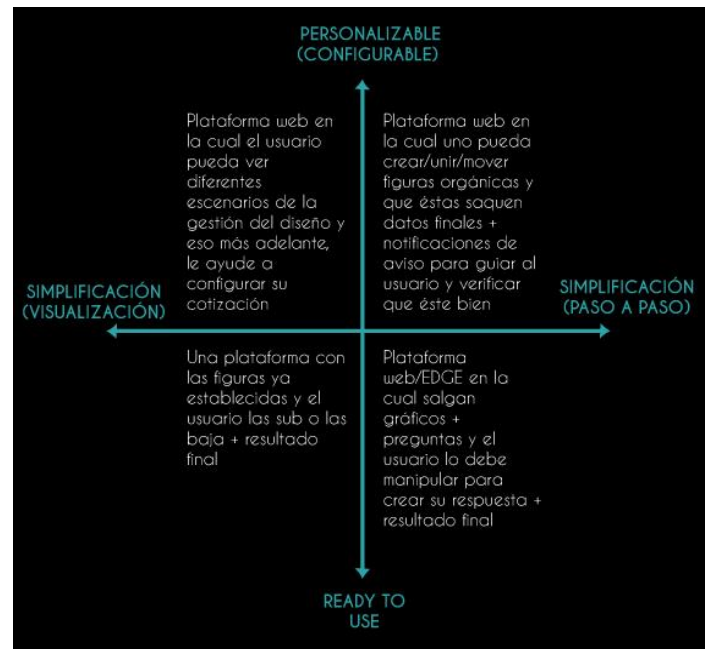 PERSONALIZABLE
(CONFIGURABLE)
Plataforma web en
la cual el usuario
pueda ver
diferentes
escenarios de la
gestión del diseño y
eso más adelante,
le ayude a
configurar su
cotización
Plataforma web en
la cual uno pueda
crear/unir/mover
figuras orgánicas y
que éstas saquen
datos finales +
notificaciones de
aviso para guiar al
usuario y verificar
que éste bien
SIMPLIFICACIÓN
(VISUALIZACIÓN)
SIMPLIFICACIÓN
(PASO A PASO)
Una plataforma con
las figuras ya
establecidas y el
usuario las sub o las
baja + resultado
final
Plataforma
web/EDGE en la
cual salgan
gráficos +
preguntas y el
usuario lo debe
manipular para
crear su respuesta +
resultado final
READY TO
USE